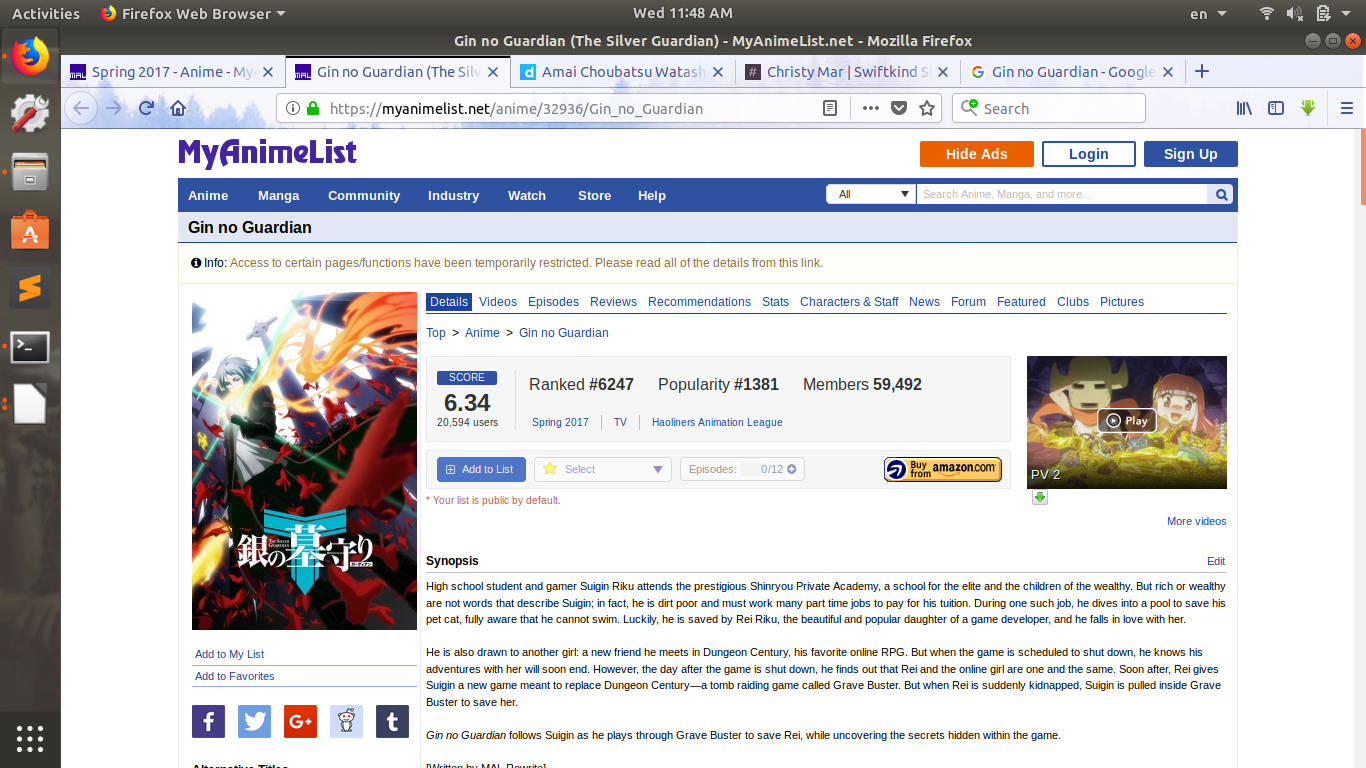 Activities Firefox Web Browser Wed 11:48 AM en
Gin no Guardian (The Silver Guardian) - MyAnimeList.net - Mozilla Firefox
MAL Spring 2017 - Anime - My MAL Gin no Guardian (The Silv d Amai Choubatsu Watash # Christy Mar | Swiftkind S G Gin no Guardian - Google
https://myanimelist.net/anime/32936/Gin_no_Guardian Search
MyAnimeList Hide Ads Login Sign Up
Anime Manga Community Industry Watch Store Help All Search Anime, Manga, and more...
Gin no Guardian
Info: Access to certain pages/functions have been temporarily restricted. Please read all of the details from this link.
Details Videos Episodes Reviews Recommendations Stats Characters & Staff News Forum Featured Clubs Pictures
Top > Anime > Gin no Guardian
SCORE
6.34
20,594 users
Ranked #6247 Popularity #1381 Members 59,492
Spring 2017 TV Haoliners Animation League
Add to List Select Episodes: 0/12 Buy from amazon.com
* Your list is public by default.
Play
PV 2
More videos
THE SILVER GUARDIAN
銀の墓守り
ガーディアン
Synopsis Edit
High school student and gamer Suigin Riku attends the prestigious Shinryou Private Academy, a school for the elite and the children of the wealthy. But rich or wealthy
are not words that describe Suigin; in fact, he is dirt poor and must work many part time jobs to pay for his tuition. During one such job, he dives into a pool to save his
pet cat, fully aware that he cannot swim. Luckily, he is saved by Rei Riku, the beautiful and popular daughter of a game developer, and he falls in love with her.
He is also drawn to another girl: a new friend he meets in Dungeon Century, his favorite online RPG. But when the game is scheduled to shut down, he knows his
adventures with her will soon end. However, the day after the game is shut down, he finds out that Rei and the online girl are one and the same. Soon after, Rei gives
Suigin a new game meant to replace Dungeon Century—a tomb raiding game called Grave Buster. But when Rei is suddenly kidnapped, Suigin is pulled inside Grave
Buster to save her.
Gin no Guardian follows Suigin as he plays through Grave Buster to save Rei, while uncovering the secrets hidden within the game.
[Written by MAL Rewrite]
Add to My List
Add to Favorites
f G+ t
Alternative Titles